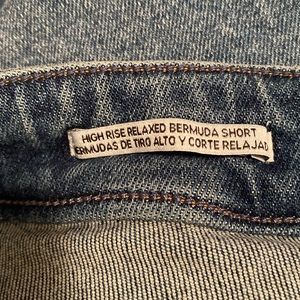 HIGH RISE RELAXED BERMUDA SHORT
ERMUDAS DE TIRO ALTO Y CORTE RELAJAD